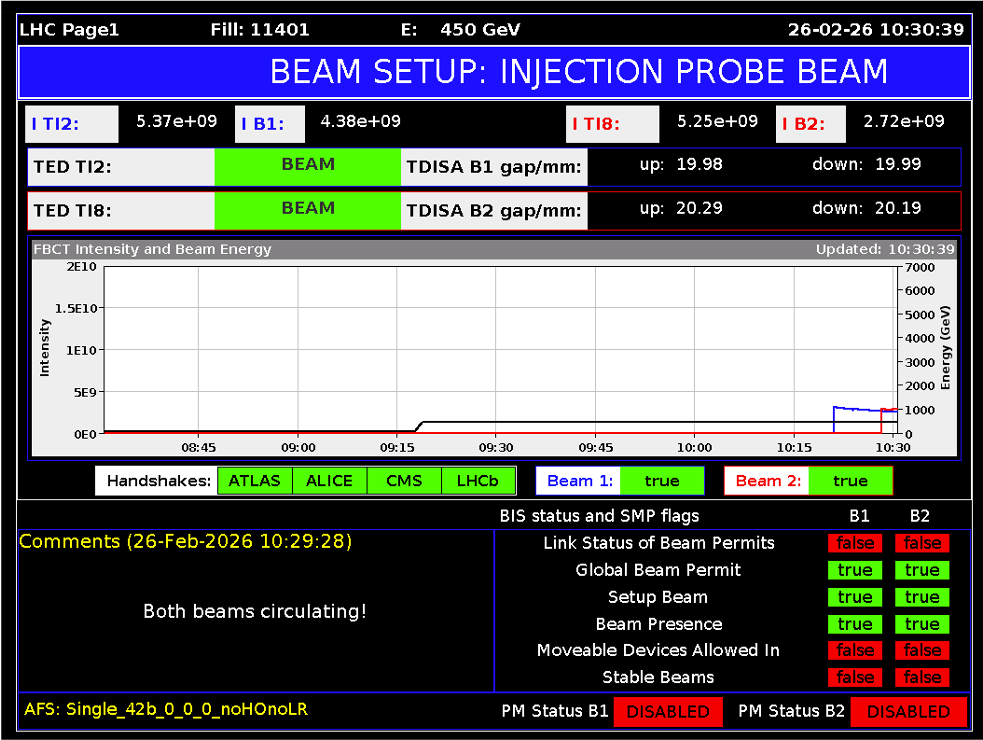 LHC Page1 Fill: 11401 E: 450 GeV 26-02-26 10:30:39
BEAM SETUP: INJECTION PROBE BEAM
I TI2: 5.37e+09 I B1: 4.38e+09 I TI8: 5.25e+09 I B2: 2.72e+09
TED TI2: BEAM TDISA B1 gap/mm: up: 19.98 down: 19.99
TED TI8: BEAM TDISA B2 gap/mm: up: 20.29 down: 20.19
FBCT Intensity and Beam Energy Updated: 10:30:39
2E10 7000
6000
1.5E10 5000
4000
1E10
3000
5E9 2000
1000
0E0 0
Intensity
Energy (GeV)
08:45 09:00 09:15 09:30 09:45 10:00 10:15 10:30
Handshakes: ATLAS ALICE CMS LHCb Beam 1: true Beam 2: true
Comments (26-Feb-2026 10:29:28)
Both beams circulating!
BIS status and SMP flags B1 B2
Link Status of Beam Permits false false
Global Beam Permit true true
Setup Beam true true
Beam Presence true true
Moveable Devices Allowed In false false
Stable Beams false false
AFS: Single_42b_0_0_0_noHOnoLR PM Status B1 DISABLED PM Status B2 DISABLED